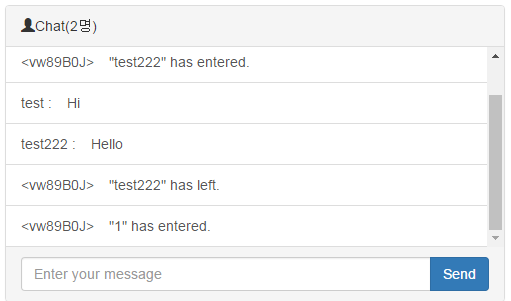 Chat(2명)
<vw89B0J> "test222" has entered.
test : Hi
test222 : Hello
<vw89B0J> "test222" has left.
<vw89B0J> "1" has entered.
Enter your message
Send